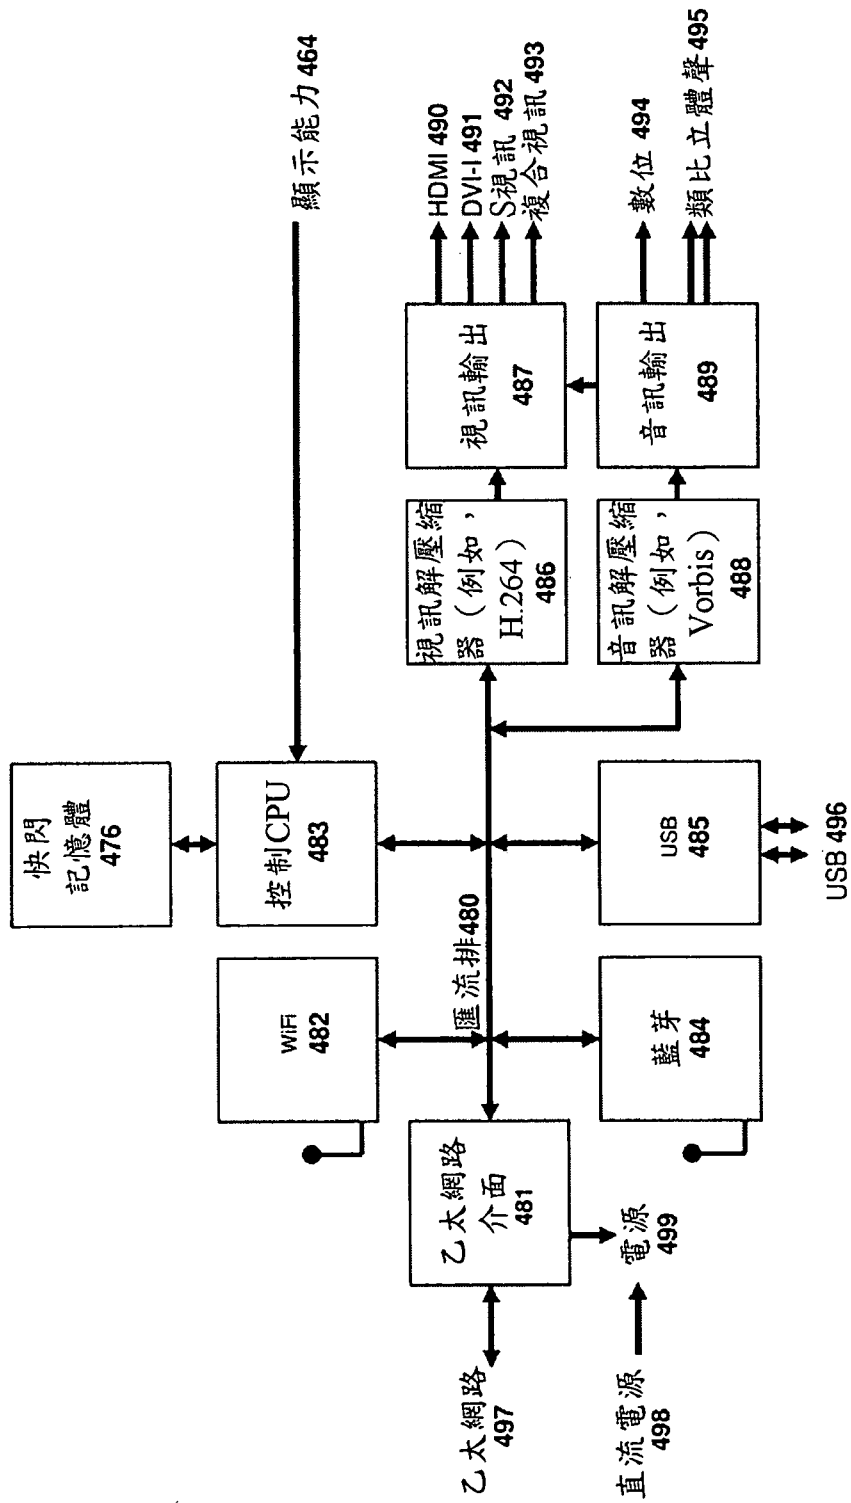 顯示能力 464
快閃
記憶體
476
控制CPU
483
WiFi
482
匯流排480
乙太網路
介面
481
乙太網路
497
直流電源
498
電源
499
藍芽
484
USB
485
USB 496
視訊解壓縮
器（例如，
H.264）
486
視訊輸出
487
HDMI 490
DVI-I 491
S視訊 492
複合視訊 493
音訊解壓縮
器（例如，
Vorbis）
488
音訊輸出
489
數位 494
類比立體聲 495